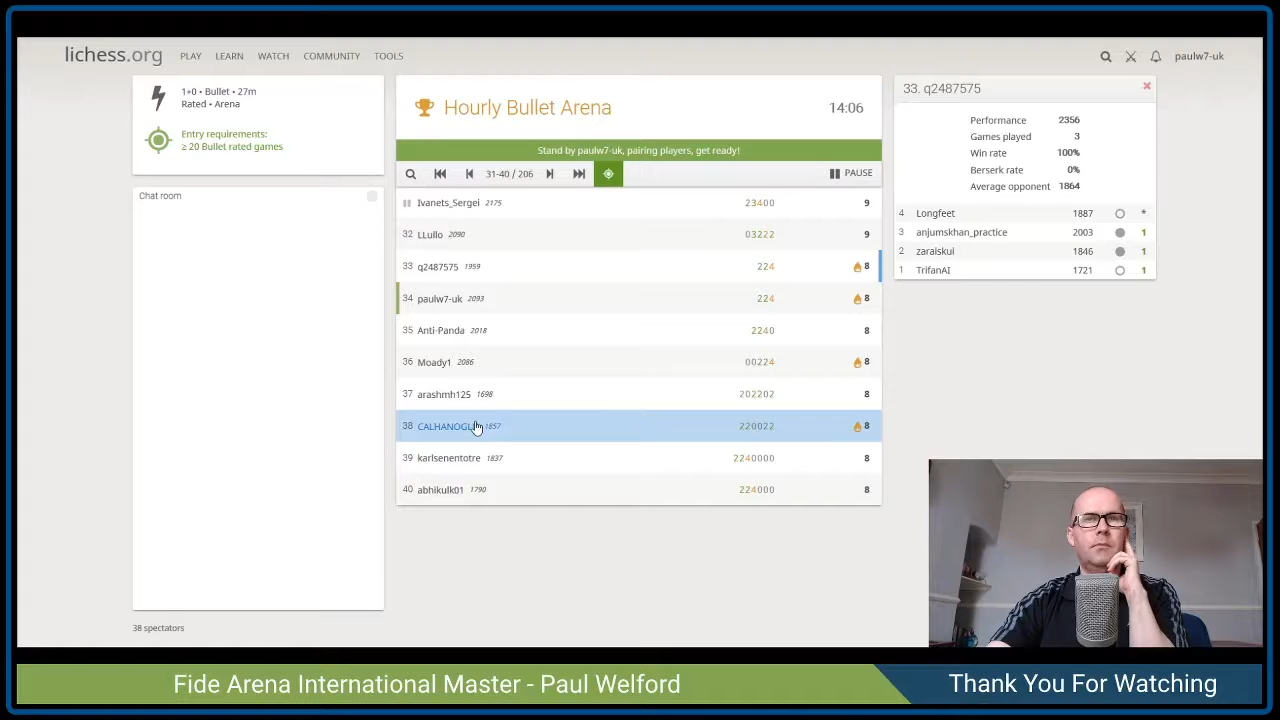 lichess.org PLAY LEARN WATCH COMMUNITY TOOLS paulw7-uk
1+0 • Bullet • 27m
Rated • Arena
Entry requirements:
≥ 20 Bullet rated games
Chat room
38 spectators
Hourly Bullet Arena 14:06
Stand by paulw7-uk, pairing players, get ready!
31-40 / 206 PAUSE
Ivanets_Sergei 2175 23400 9
32 LLullo 2090 03222 9
33 q2487575 1959 224 8
34 paulw7-uk 2093 224 8
35 Anti-Panda 2018 2240 8
36 Moady1 2086 00224 8
37 arashmh125 1698 202202 8
38 CALHANOGL 1857 220022 8
39 karlsenentotre 1837 2240000 8
40 abhikulk01 1790 224000 8
33. q2487575
Performance 2356
Games played 3
Win rate 100%
Berserk rate 0%
Average opponent 1864
4 Longfeet 1887 *
3 anjumskhan_practice 2003 1
2 zaraiskui 1846 1
1 TrifanAI 1721 1
Fide Arena International Master - Paul Welford
Thank You For Watching